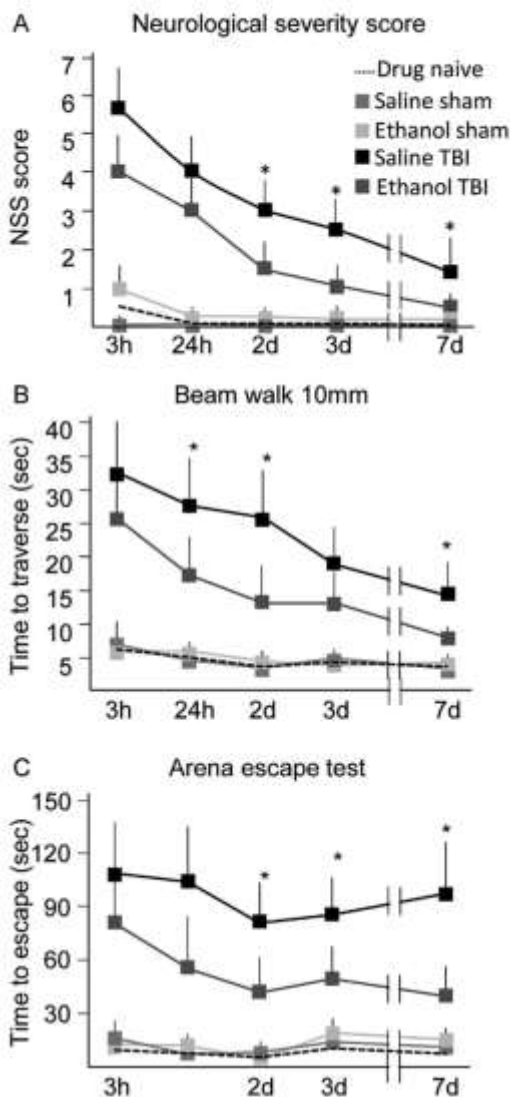 A Neurological severity score
7
6
5
4
3
2
1
NSS score
Drug naive
Saline sham
Ethanol sham
Saline TBI
Ethanol TBI
* * *
3h 24h 2d 3d 7d
B Beam walk 10mm
40
35
30
25
20
15
10
5
Time to traverse (sec)
* * *
3h 24h 2d 3d 7d
C Arena escape test
150
120
90
60
30
Time to escape (sec)
* * *
3h 2d 3d 7d